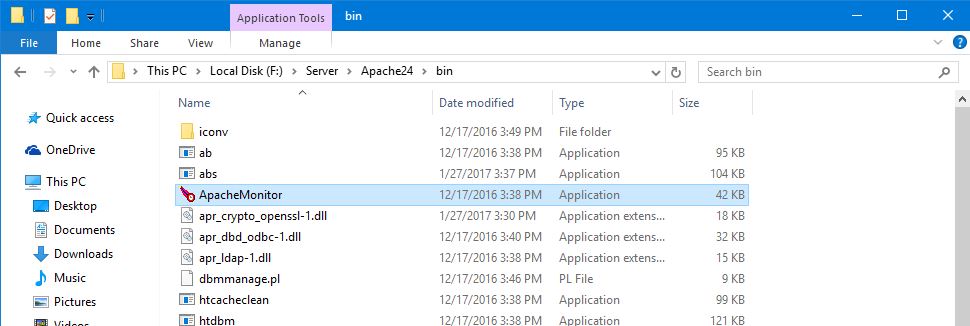 Application Tools bin
File Home Share View Manage
This PC Local Disk (F:) Server Apache24 bin Search bin
Name Date modified Type Size
Quick access
OneDrive
This PC
Desktop
Documents
Downloads
Music
Pictures
Videos
iconv 12/17/2016 3:49 PM File folder
ab 12/17/2016 3:38 PM Application 95 KB
abs 1/27/2017 3:37 PM Application 104 KB
ApacheMonitor 12/17/2016 3:38 PM Application 42 KB
apr_crypto_openssl-1.dll 1/27/2017 3:30 PM Application extens... 18 KB
apr_dbd_odbc-1.dll 12/17/2016 3:40 PM Application extens... 32 KB
apr_ldap-1.dll 12/17/2016 3:38 PM Application extens... 15 KB
dbmmanage.pl 12/17/2016 3:46 PM PL File 9 KB
htcacheclean 12/17/2016 3:38 PM Application 99 KB
htdbm 12/17/2016 3:38 PM Application 121 KB